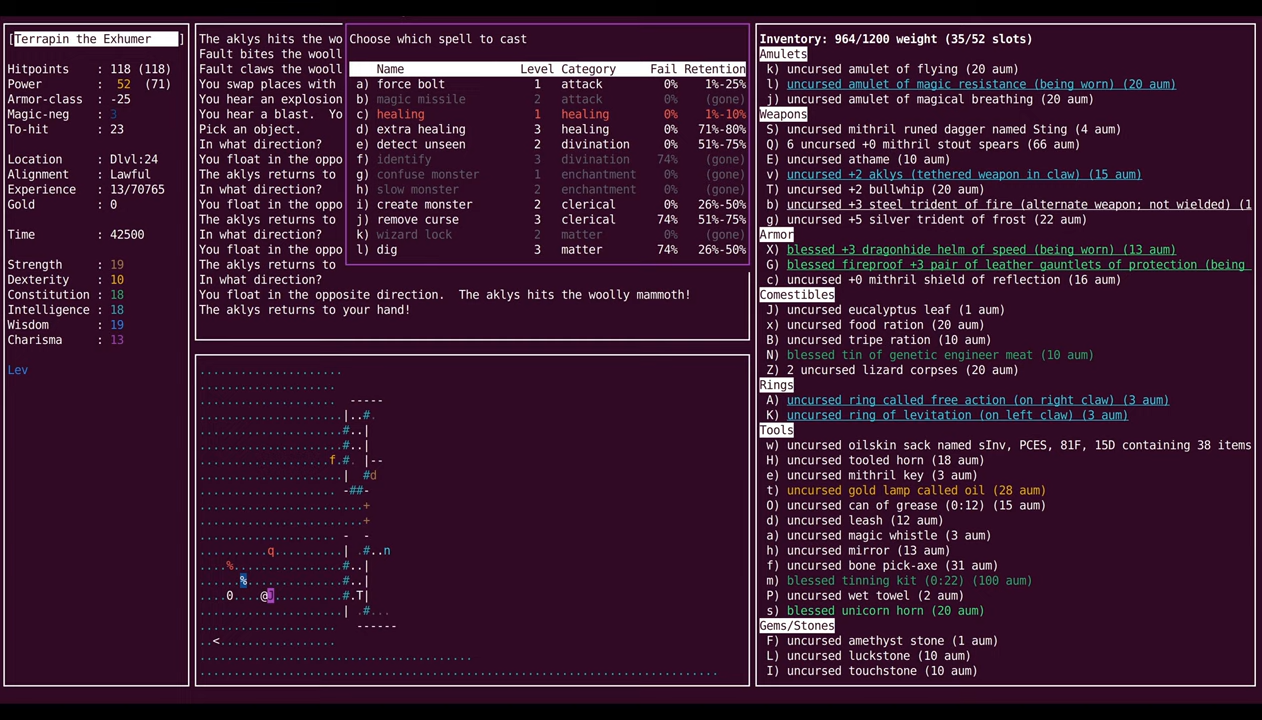 [Terrapin the Exhumer ]
Hitpoints : 118 (118)
Power : 52 (71)
Armor-class : -25
Magic-neg : 3
To-hit : 23
Location : Dlvl:24
Alignment : Lawful
Experience : 13/70765
Gold : 0
Time : 42500
Strength : 19
Dexterity : 10
Constitution : 18
Intelligence : 18
Wisdom : 19
Charisma : 13
Lev
The aklys hits the wo
Fault bites the wooll
Fault claws the wooll
You swap places with
You hear an explosion
You hear a blast. Yo
Pick an object.
In what direction?
You float in the oppo
The aklys returns to
In what direction?
You float in the oppo
The aklys returns to
In what direction?
You float in the oppo
The aklys returns to
In what direction?
You float in the opposite direction. The aklys hits the woolly mammoth!
The aklys returns to your hand!
Choose which spell to cast
Name Level Category Fail Retention
a) force bolt 1 attack 0% 1%-25%
b) magic missile 2 attack 0% (gone)
c) healing 1 healing 0% 1%-10%
d) extra healing 3 healing 0% 71%-80%
e) detect unseen 2 divination 0% 51%-75%
f) identify 3 divination 74% (gone)
g) confuse monster 1 enchantment 0% (gone)
h) slow monster 2 enchantment 0% (gone)
i) create monster 2 clerical 0% 26%-50%
j) remove curse 3 clerical 74% 51%-75%
k) wizard lock 2 matter 0% (gone)
l) dig 3 matter 74% 26%-50%
.....................
....................
.................... -----
.....................|..#.
.....................#..|
.....................#..|
...................f.#. |--
.....................| #d
.................... -##-
.................... +
.................... +
.................... - -
..........q..........| .#..n
....%................#..|
......%..............#..|
....0....@ ..........#.T|
.....................| .#...
.................... -----
..<.................
........................................
.............................................................................
Inventory: 964/1200 weight (35/52 slots)
Amulets
k) uncursed amulet of flying (20 aum)
l) uncursed amulet of magic resistance (being worn) (20 aum)
j) uncursed amulet of magical breathing (20 aum)
Weapons
S) uncursed mithril runed dagger named Sting (4 aum)
Q) 6 uncursed +0 mithril stout spears (66 aum)
E) uncursed athame (10 aum)
v) uncursed +2 aklys (tethered weapon in claw) (15 aum)
T) uncursed +2 bullwhip (20 aum)
b) uncursed +3 steel trident of fire (alternate weapon; not wielded) (1
g) uncursed +5 silver trident of frost (22 aum)
Armor
X) blessed +3 dragonhide helm of speed (being worn) (13 aum)
G) blessed fireproof +3 pair of leather gauntlets of protection (being
c) uncursed +0 mithril shield of reflection (16 aum)
Comestibles
J) uncursed eucalyptus leaf (1 aum)
x) uncursed food ration (20 aum)
B) uncursed tripe ration (10 aum)
N) blessed tin of genetic engineer meat (10 aum)
Z) 2 uncursed lizard corpses (20 aum)
Rings
A) uncursed ring called free action (on right claw) (3 aum)
K) uncursed ring of levitation (on left claw) (3 aum)
Tools
w) uncursed oilskin sack named sInv, PCES, 81F, 15D containing 38 items
H) uncursed tooled horn (18 aum)
e) uncursed mithril key (3 aum)
t) uncursed gold lamp called oil (28 aum)
O) uncursed can of grease (0:12) (15 aum)
d) uncursed leash (12 aum)
a) uncursed magic whistle (3 aum)
h) uncursed mirror (13 aum)
f) uncursed bone pick-axe (31 aum)
m) blessed tinning kit (0:22) (100 aum)
P) uncursed wet towel (2 aum)
s) blessed unicorn horn (20 aum)
Gems/Stones
F) uncursed amethyst stone (1 aum)
L) uncursed luckstone (10 aum)
I) uncursed touchstone (10 aum)